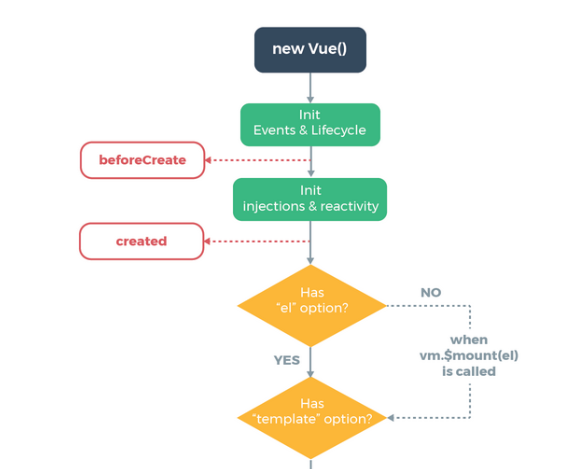 new Vue()
Init
Events & Lifecycle
beforeCreate
Init
injections & reactivity
created
Has
"el" option?
NO
when
vm.$mount(el)
is called
YES
Has
"template" option?